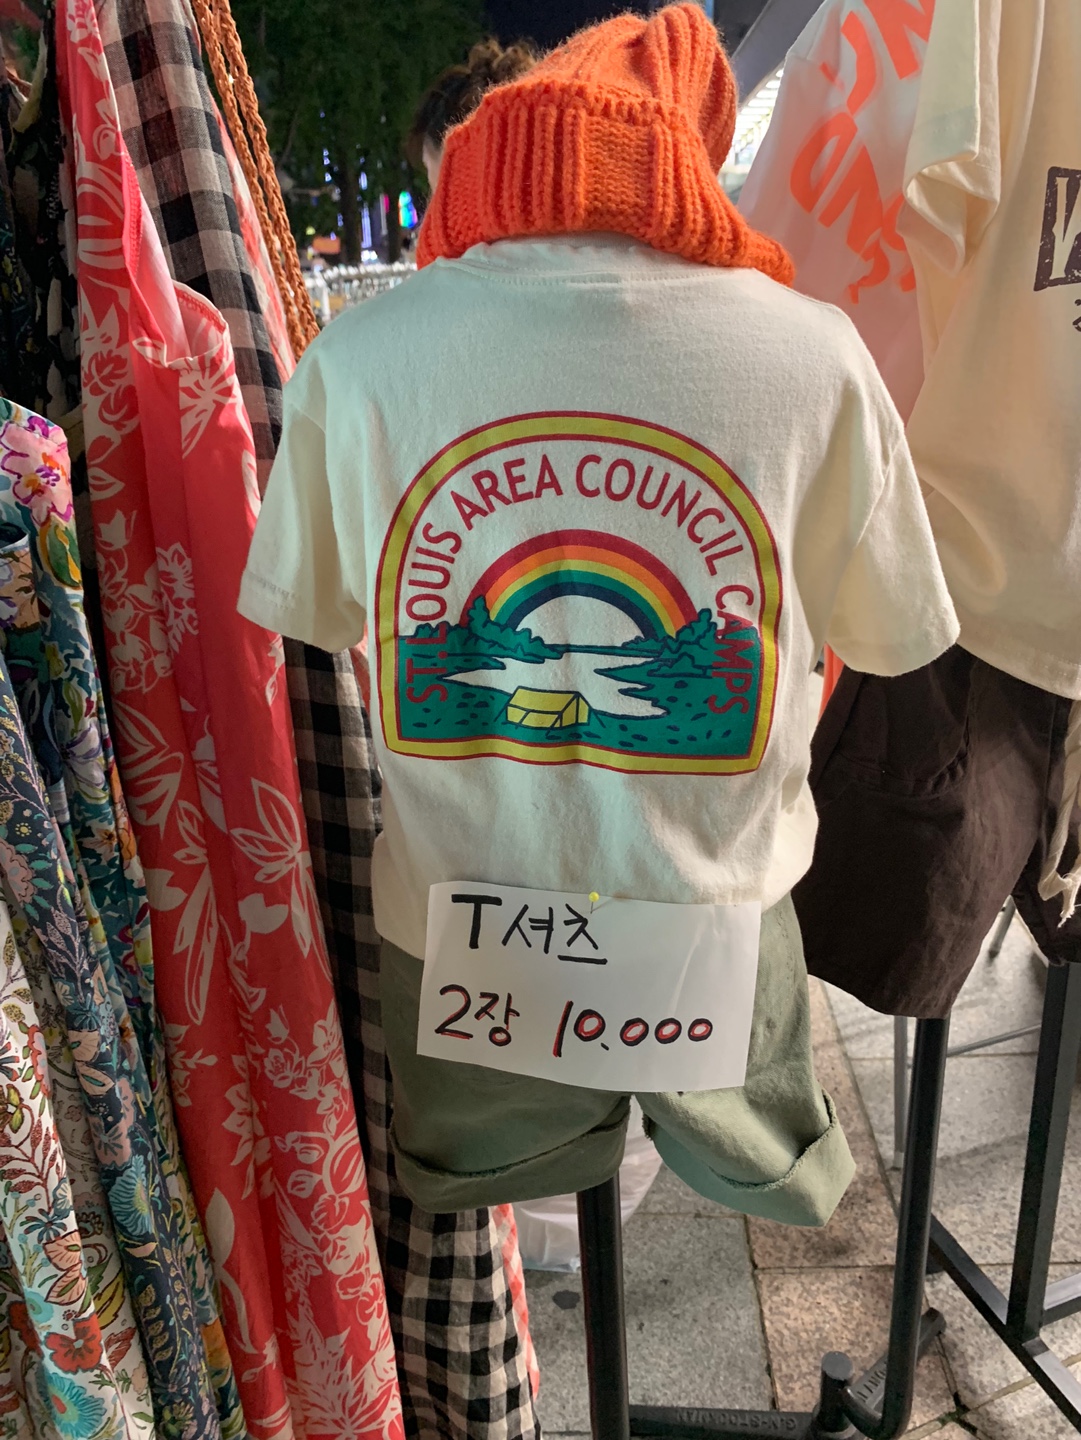 ST. LOUIS AREA COUNCIL CAMPS
T셔츠
2장 10.000